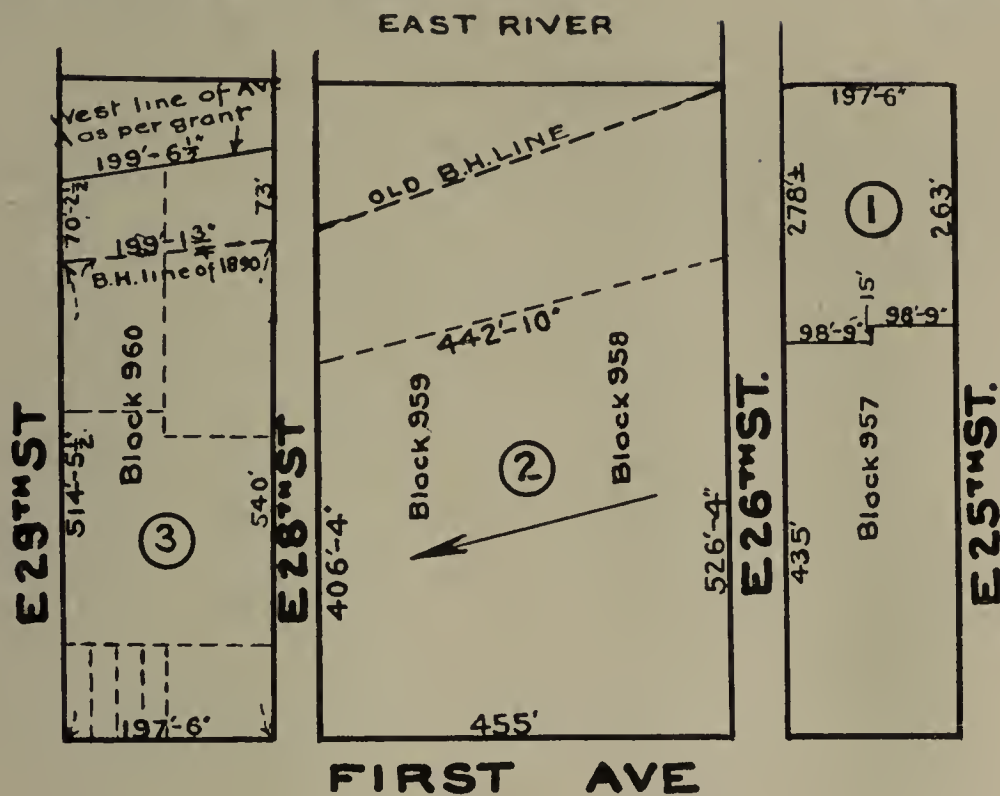 EAST RIVER
West line of Av
A as per grant
199'-6½"
70'-2½"
73'
199'-1¾"
B.H. line of 1890
Block 960
514'-5½"
540'
3
197'-6"
E 29TH ST
E 28TH ST
OLD B.H. LINE
442'-10"
Block 959
Block 958
2
406'-4"
526'-4"
455'
E 26TH ST.
197'-6"
278'±
1
263'
15'
98'-9"
98'-9"
435'
Block 957
E 25TH ST.
FIRST AVE